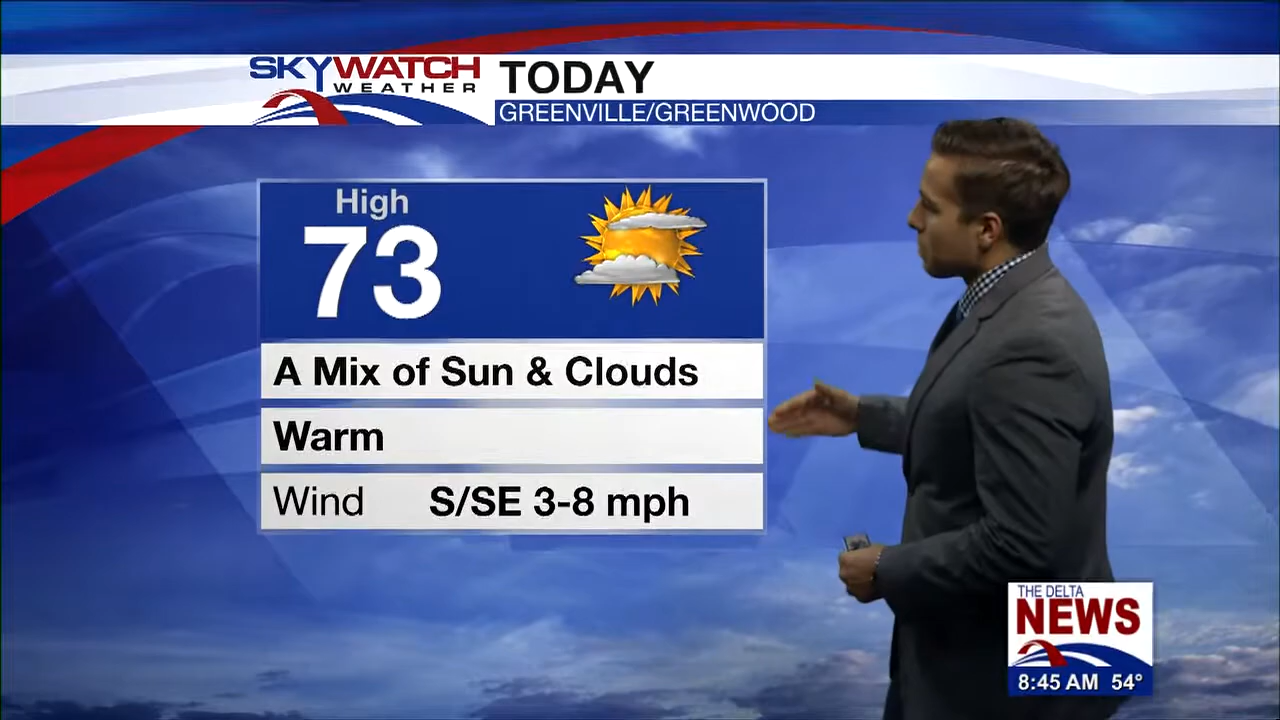 SKYWATCH
WEATHER
TODAY
GREENVILLE/GREENWOOD
High
73
A Mix of Sun & Clouds
Warm
Wind S/SE 3-8 mph
THE DELTA
NEWS
8:45 AM 54°